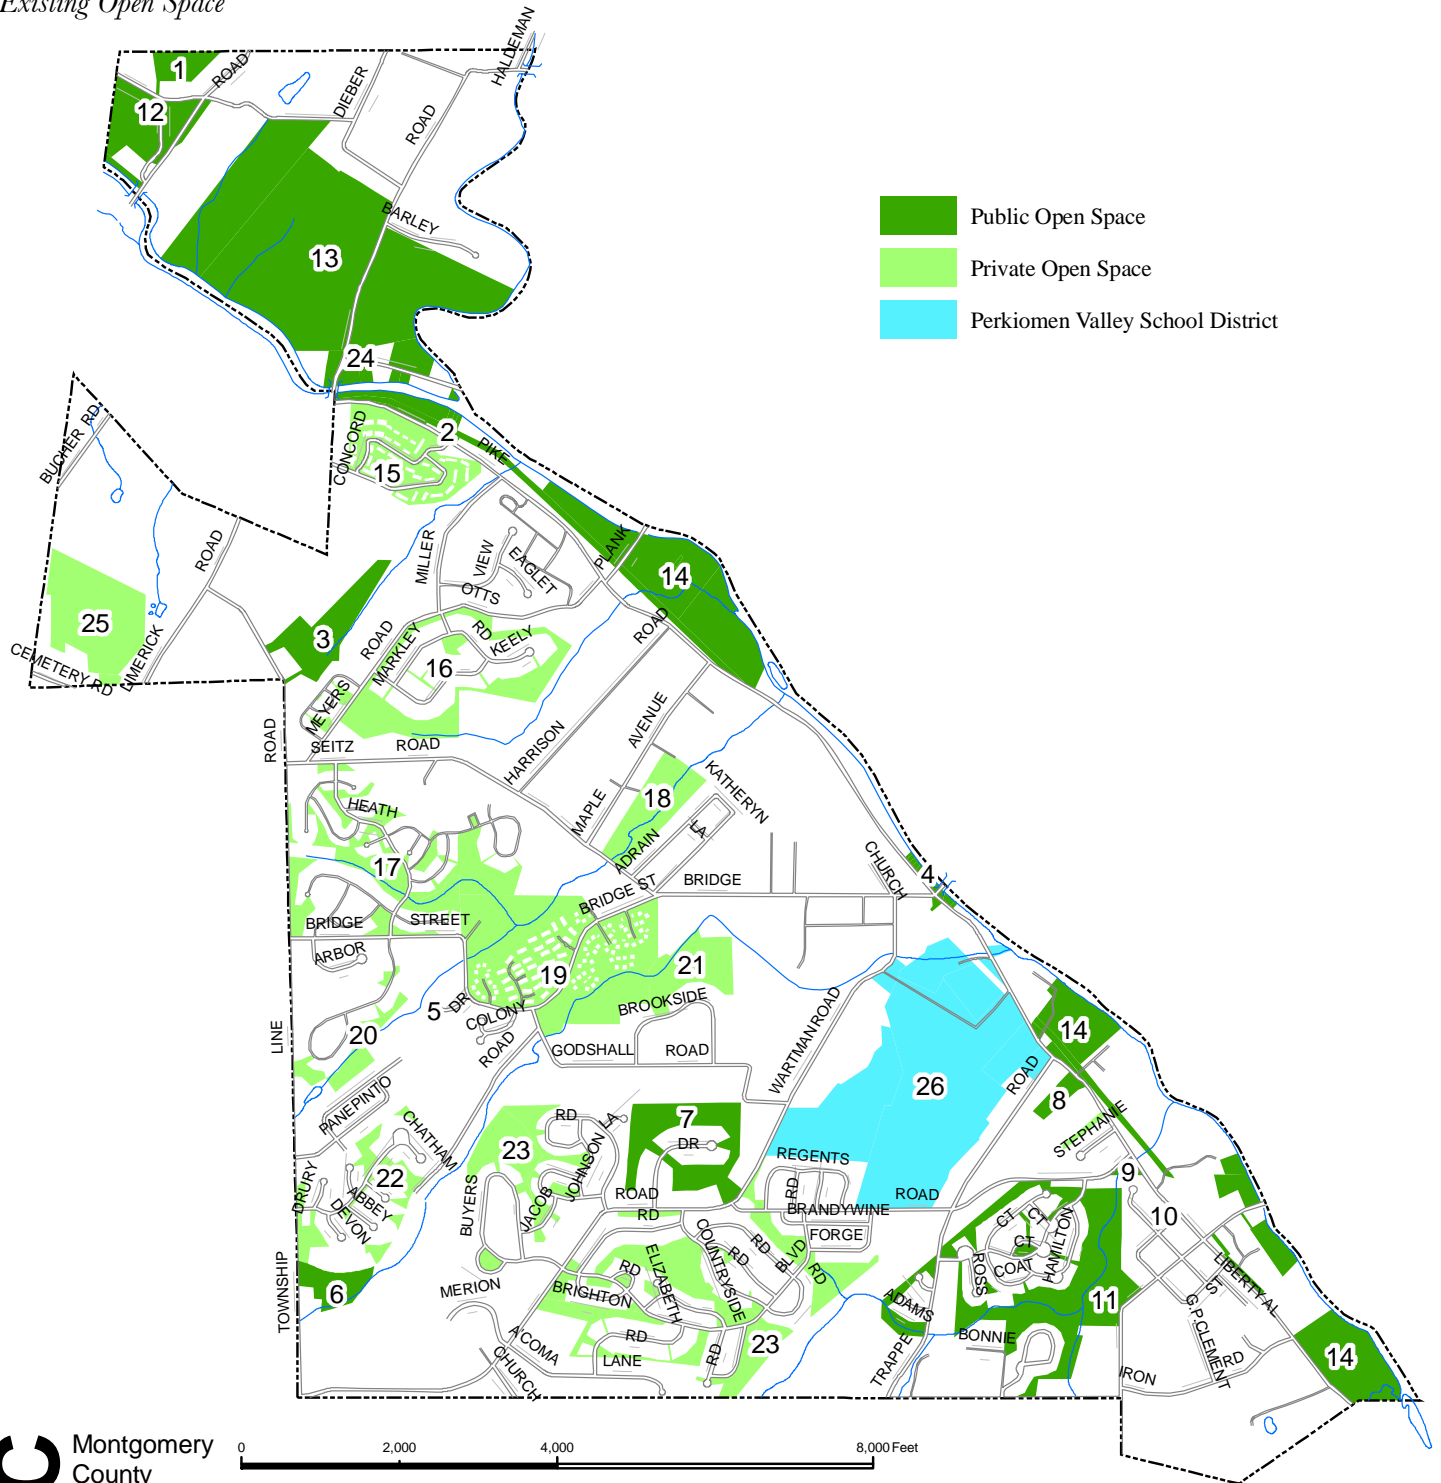 Existing Open Space
HALDEMAN
1
ROAD
DIEBER
12
ROAD
BARLEY
Public Open Space
13
Private Open Space
Perkiomen Valley School District
24
BUCHER RD
CONCORD
2
PIKE
15
ROAD
MILLER
VIEW
EAGLET
PLANK
14
OTTS
25
3
ROAD
MARKLEY
RD
KEELY
ROAD
16
CEMETERY RD
LIMERICK
MEYERS
ROAD
SEITZ
ROAD
HARRISON
AVENUE
KATHERYN
18
HEATH
MAPLE
LA
ADRAIN
17
CHURCH
4
BRIDGE ST
BRIDGE
BRIDGE
STREET
ARBOR
19
21
5
DR
COLONY
BROOKSIDE
WARTMAN ROAD
LINE
20
ROAD
GODSHALL
ROAD
14
26
ROAD
8
PANEPINTO
CHATHAM
RD
LA
7
DR
STEPHANIE
23
JOHNSON
REGENTS
9
DRURY
22
ABBEY
DEVON
BUYERS
JACOB
ROAD
RD
RD
ROAD
BRANDYWINE
FORGE
CT
CT
HAMILTON
10
COUNTRYSIDE
RD
RD
BLVD
RD
CT
COAT
ROSS
TOWNSHIP
6
MERION
RD
ELIZABETH
BRIGHTON
ADAMS
11
LIBERTY AL
S
G.P.CLEMENT
A'COMA
RD
LANE
RD
23
TRAPPE
BONNIE
CHURCH
IRON
RD
14
C
Montgomery
County
0
2,000
4,000
8,000 Feet